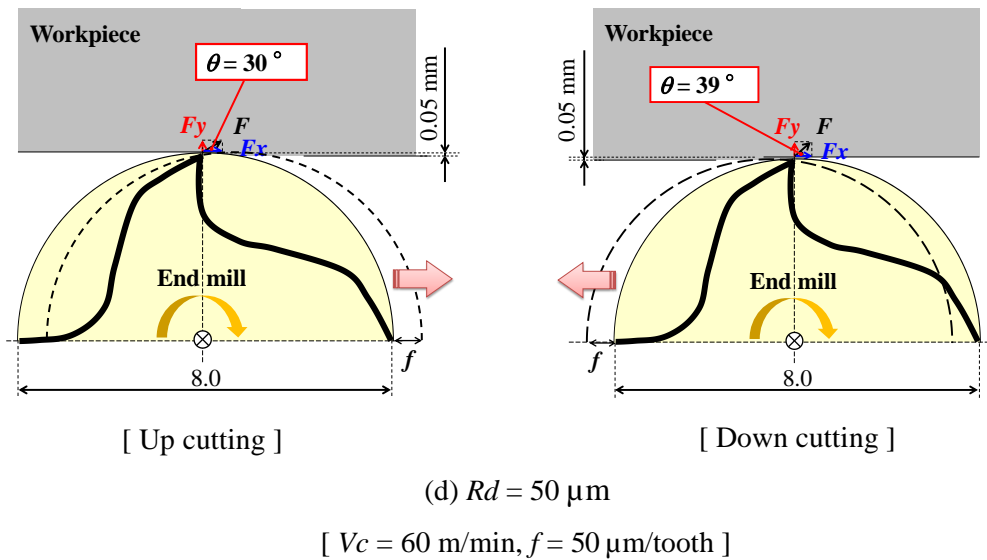 Workpiece
θ = 30°
0.05 mm
Fy
F
Fx
End mill
f
8.0
[ Up cutting ]
Workpiece
θ = 39°
0.05 mm
Fy
F
Fx
End mill
f
8.0
[ Down cutting ]
(d) Rd = 50 μm
[ Vc = 60 m/min, f = 50 μm/tooth ]